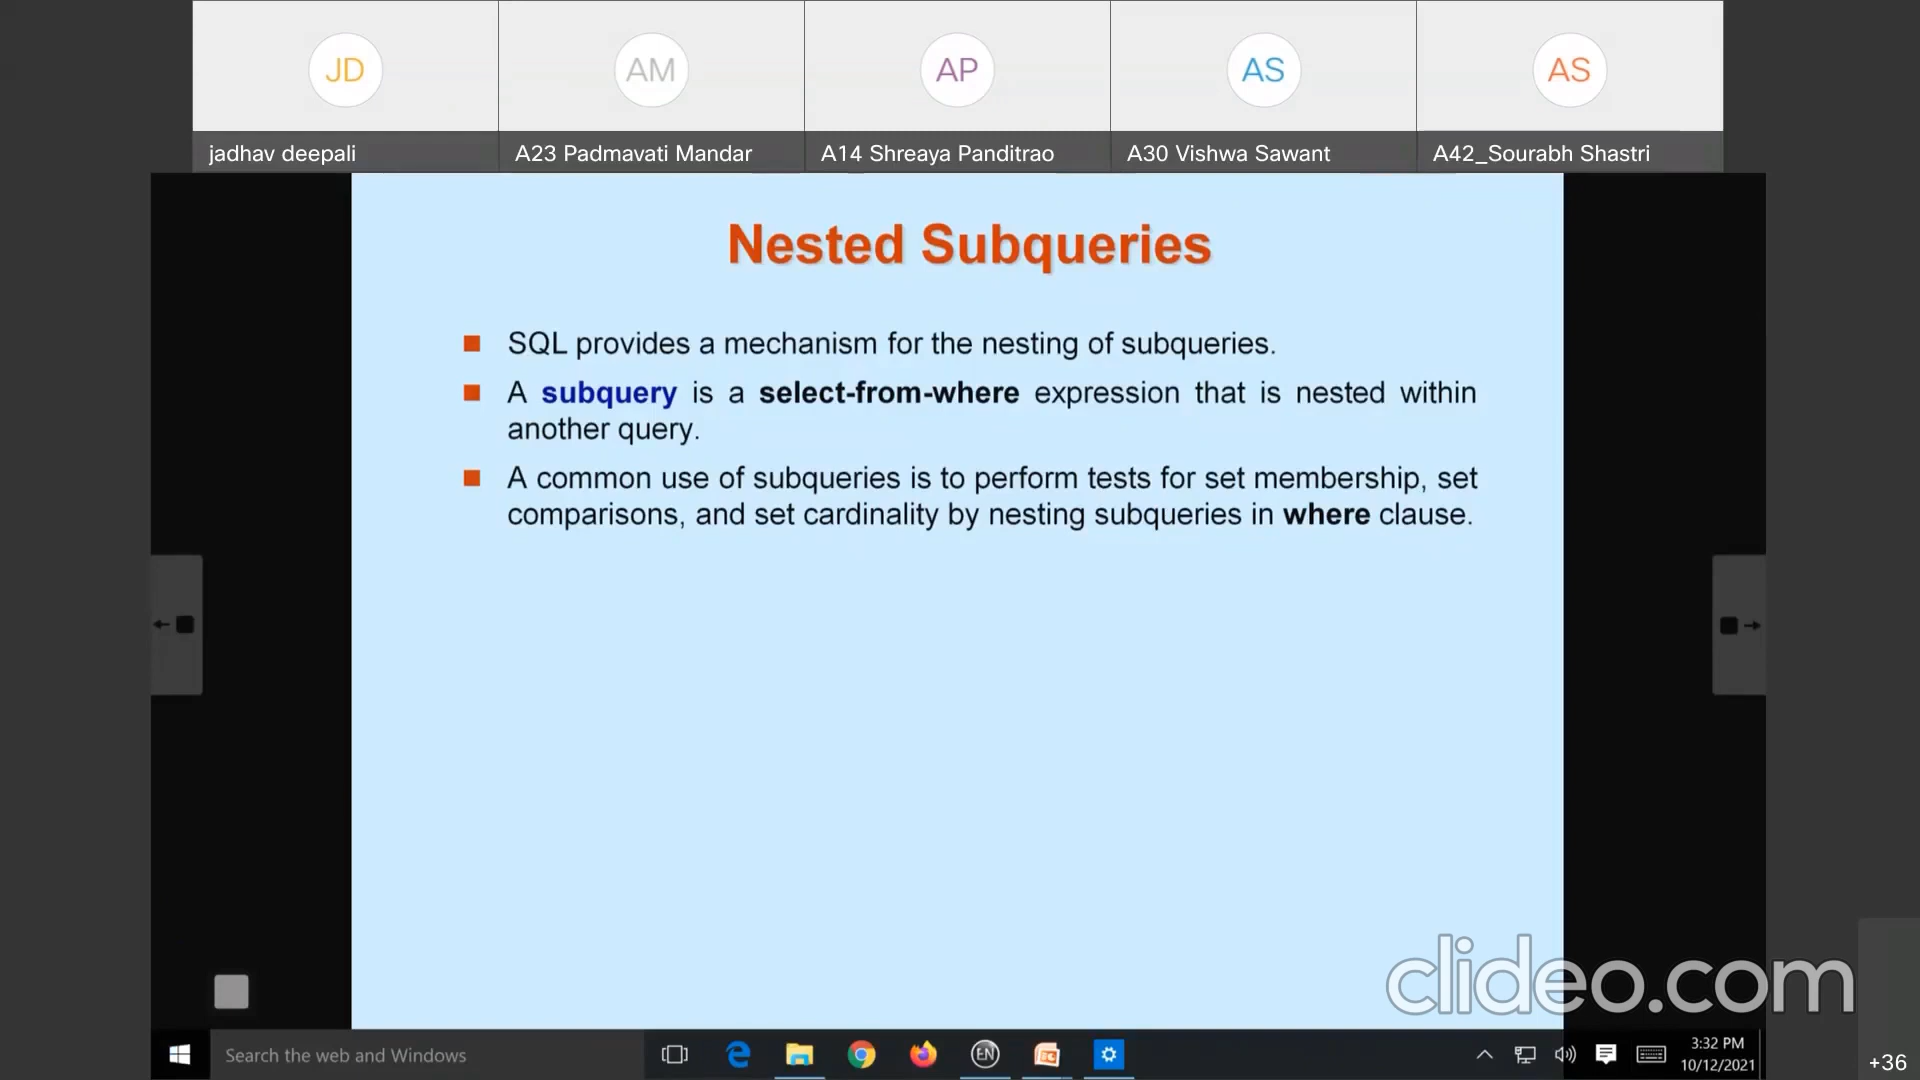 JD
AM
AP
AS
AS
jadhav deepali
A23 Padmavati Mandar
A14 Shreaya Panditrao
A30 Vishwa Sawant
A42_Sourabh Shastri
Nested Subqueries
SQL provides a mechanism for the nesting of subqueries.
A subquery is a select-from-where expression that is nested within
another query.
A common use of subqueries is to perform tests for set membership, set
comparisons, and set cardinality by nesting subqueries in where clause.
clideo.com
Search the web and Windows
EN
3:32 PM
10/12/2021
+36